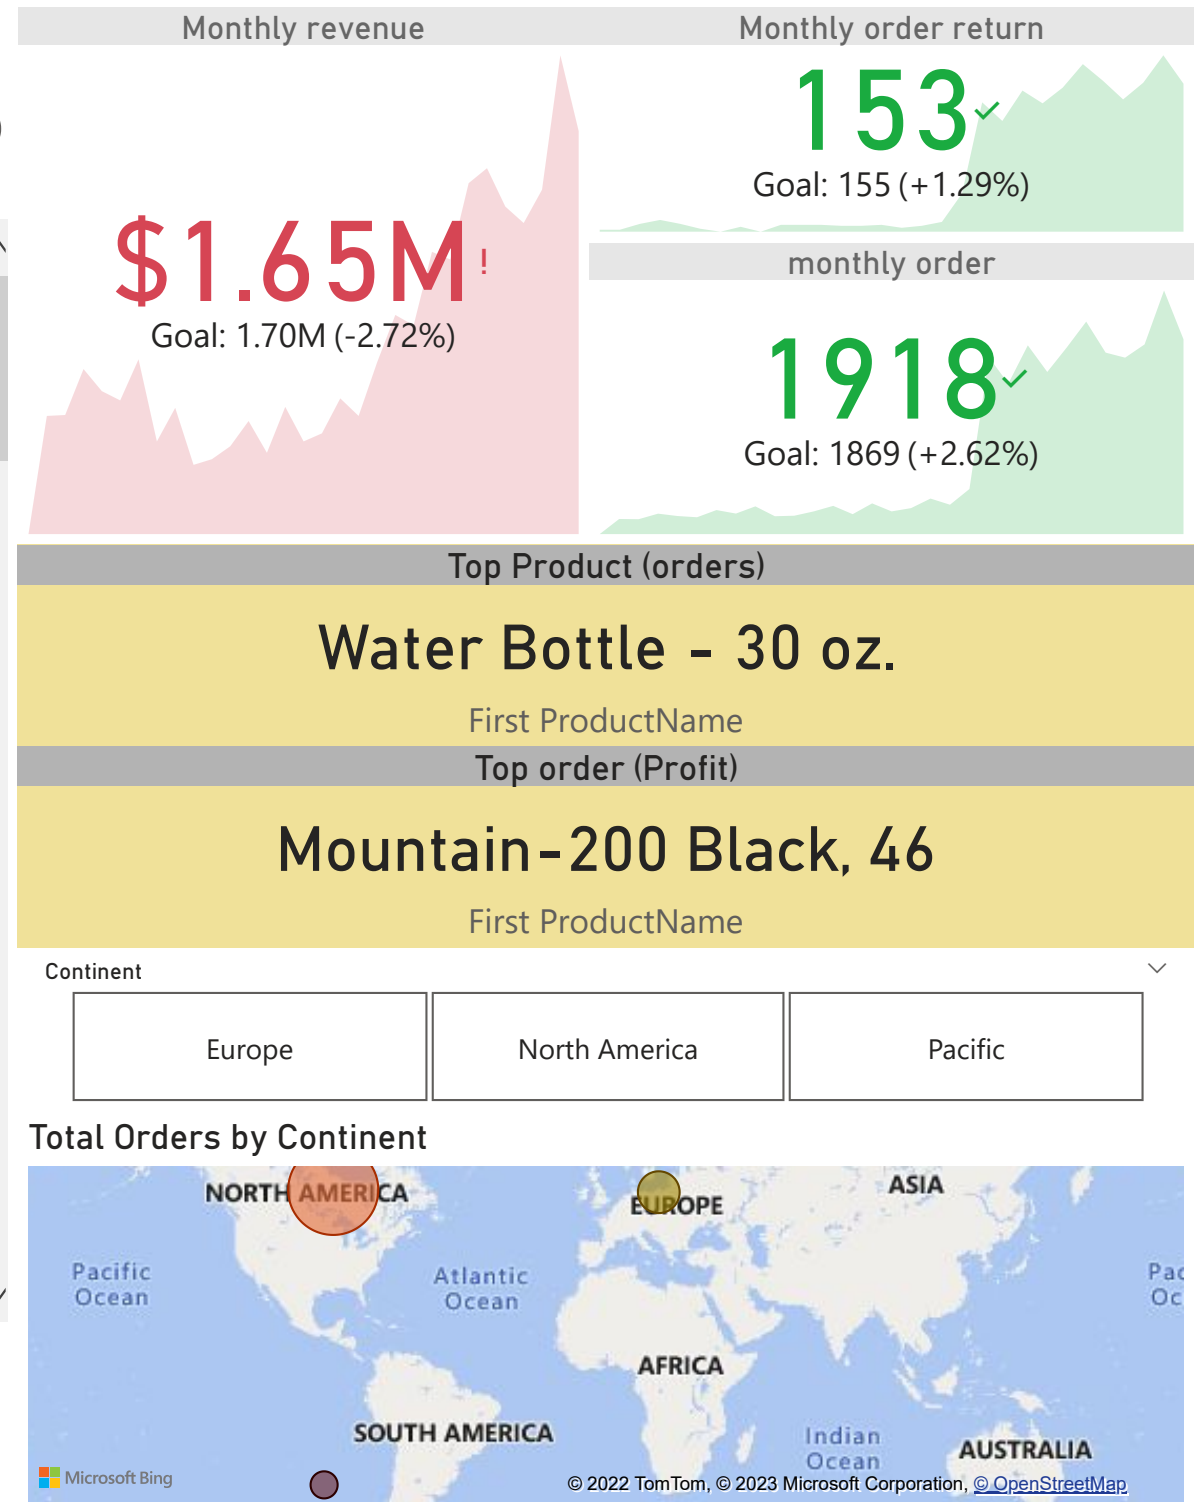 Monthly revenue
$1.65M!
Goal: 1.70M (-2.72%)
Monthly order return
153
Goal: 155 (+1.29%)
monthly order
1918
Goal: 1869 (+2.62%)
Top Product (orders)
Water Bottle - 30 oz.
First ProductName
Top order (Profit)
Mountain-200 Black, 46
First ProductName
Continent
Europe
North America
Pacific
Total Orders by Continent
NORTH AMERICA
EUROPE
ASIA
Pacific
Ocean
Atlantic
Ocean
Pac
Oc
AFRICA
SOUTH AMERICA
Indian
Ocean
AUSTRALIA
Microsoft Bing
© 2022 TomTom, © 2023 Microsoft Corporation, © OpenStreetMap